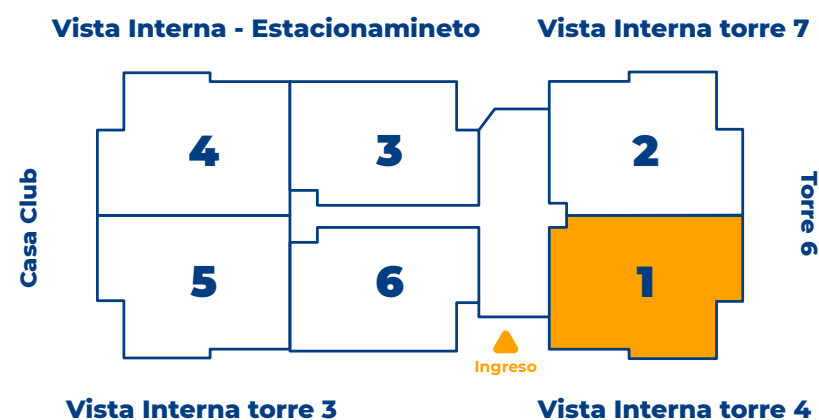 Vista Interna - Estacionamineto
Vista Interna torre 7
4
3
2
Casa Club
Torre 6
5
6
1
Ingreso
Vista Interna torre 3
Vista Interna torre 4